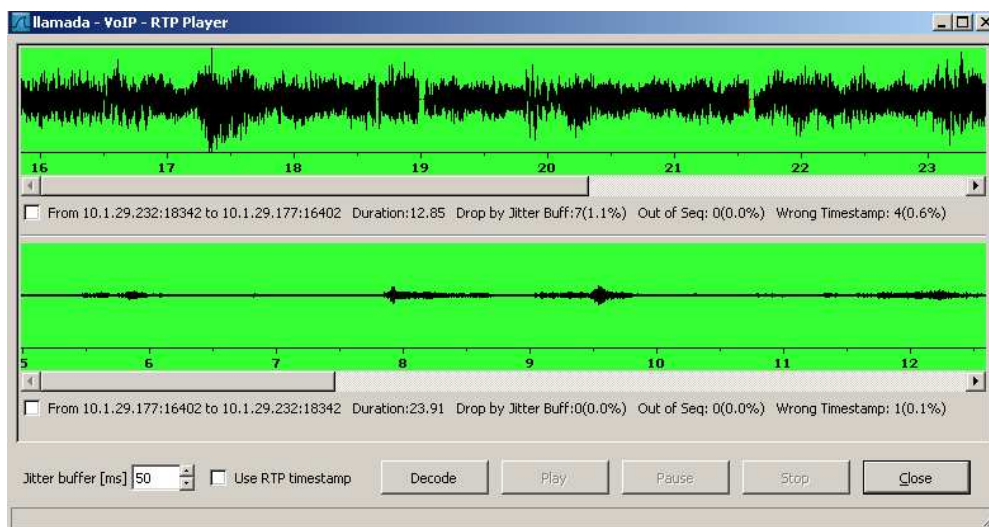 llamada - VoIP - RTP Player
16 17 18 19 20 21 22 23
From 10.1.29.232:18342 to 10.1.29.177:16402 Duration:12.85 Drop by Jitter Buff:7(1.1%) Out of Seq: 0(0.0%) Wrong Timestamp: 4(0.6%)
5 6 7 8 9 10 11 12
From 10.1.29.177:16402 to 10.1.29.232:18342 Duration:23.91 Drop by Jitter Buff:0(0.0%) Out of Seq: 0(0.0%) Wrong Timestamp: 1(0.1%)
Jitter buffer [ms] 50 Use RTP timestamp Decode Play Pause Stop Close